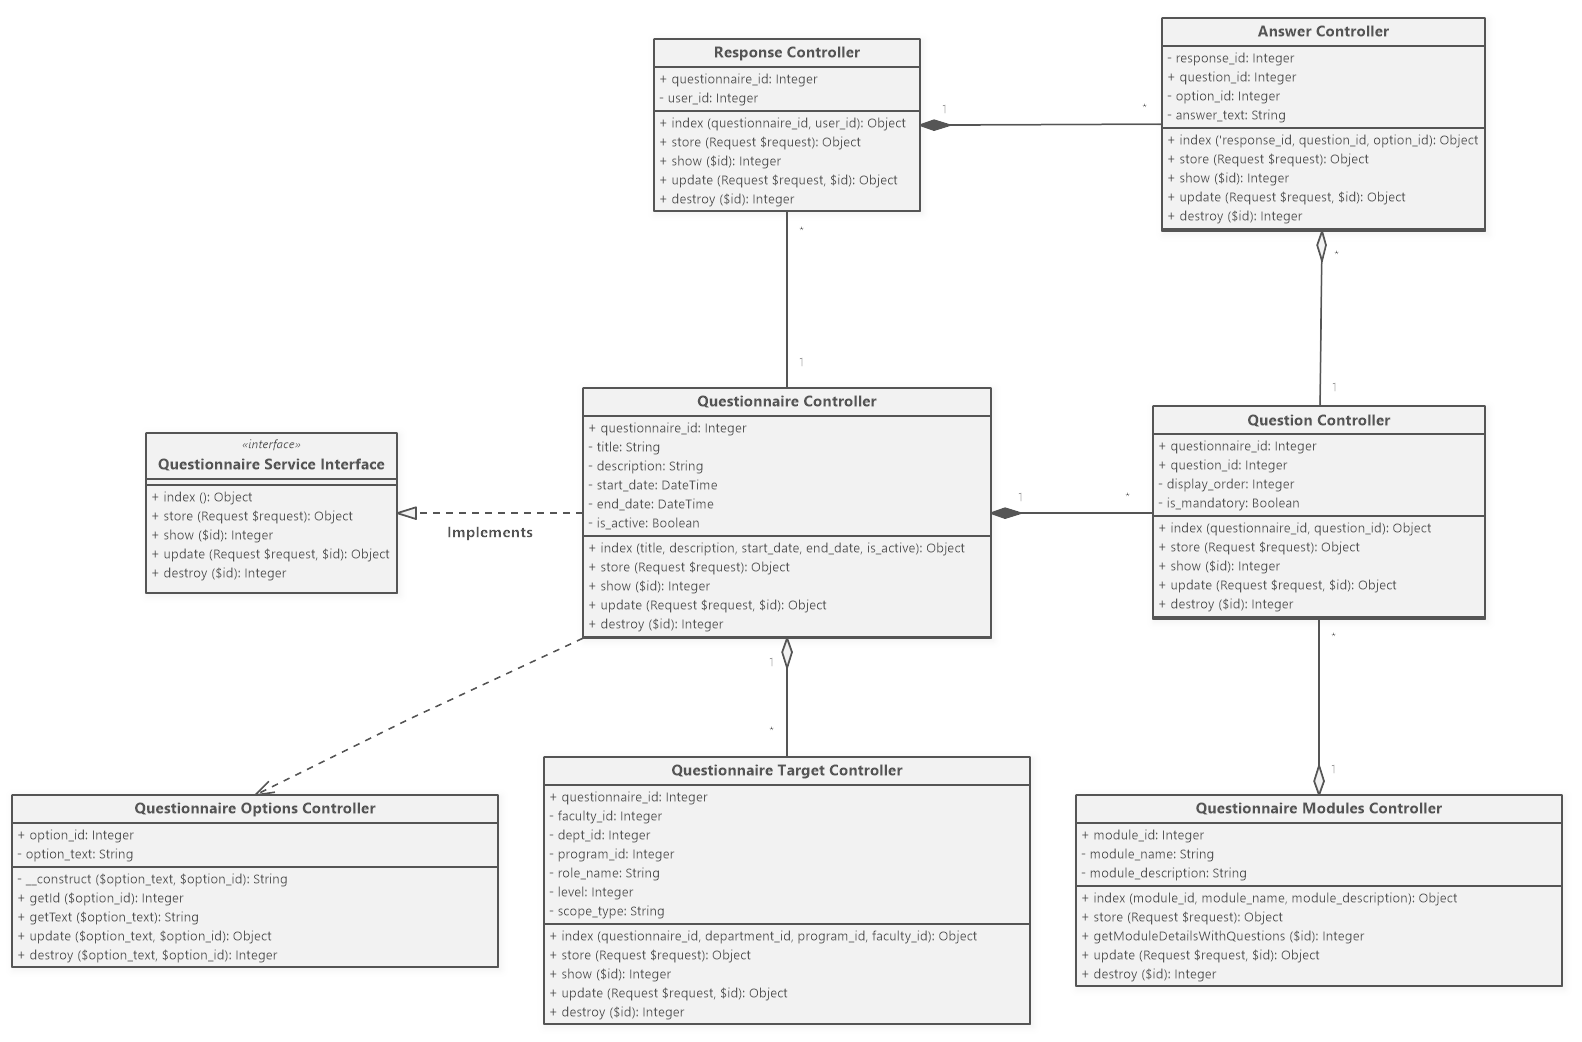 Response Controller
+ questionnaire_id: Integer
- user_id: Integer
+ index (questionnaire_id, user_id): Object
+ store (Request $request): Object
+ show ($id): Integer
+ update (Request $request, $id): Object
+ destroy ($id): Integer
1
*
Answer Controller
- response_id: Integer
+ question_id: Integer
- option_id: Integer
- answer_text: String
+ index ('response_id, question_id, option_id): Object
+ store (Request $request): Object
+ show ($id): Integer
+ update (Request $request, $id): Object
+ destroy ($id): Integer
*
1
*
1
«interface»
Questionnaire Service Interface
+ index (): Object
+ store (Request $request): Object
+ show ($id): Integer
+ update (Request $request, $id): Object
+ destroy ($id): Integer
Implements
Questionnaire Controller
+ questionnaire_id: Integer
- title: String
- description: String
- start_date: DateTime
- end_date: DateTime
- is_active: Boolean
+ index (title, description, start_date, end_date, is_active): Object
+ store (Request $request): Object
+ show ($id): Integer
+ update (Request $request, $id): Object
+ destroy ($id): Integer
1
*
Question Controller
+ questionnaire_id: Integer
+ question_id: Integer
- display_order: Integer
- is_mandatory: Boolean
+ index (questionnaire_id, question_id): Object
+ store (Request $request): Object
+ show ($id): Integer
+ update (Request $request, $id): Object
+ destroy ($id): Integer
1
*
*
1
Questionnaire Options Controller
+ option_id: Integer
- option_text: String
- __construct ($option_text, $option_id): String
+ getId ($option_id): Integer
+ getText ($option_text): String
+ update ($option_text, $option_id): Object
+ destroy ($option_text, $option_id): Integer
Questionnaire Target Controller
+ questionnaire_id: Integer
- faculty_id: Integer
- dept_id: Integer
- program_id: Integer
- role_name: String
- level: Integer
- scope_type: String
+ index (questionnaire_id, department_id, program_id, faculty_id): Object
+ store (Request $request): Object
+ show ($id): Integer
+ update (Request $request, $id): Object
+ destroy ($id): Integer
Questionnaire Modules Controller
+ module_id: Integer
- module_name: String
- module_description: String
+ index (module_id, module_name, module_description): Object
+ store (Request $request): Object
+ getModuleDetailsWithQuestions ($id): Integer
+ update (Request $request, $id): Object
+ destroy ($id): Integer